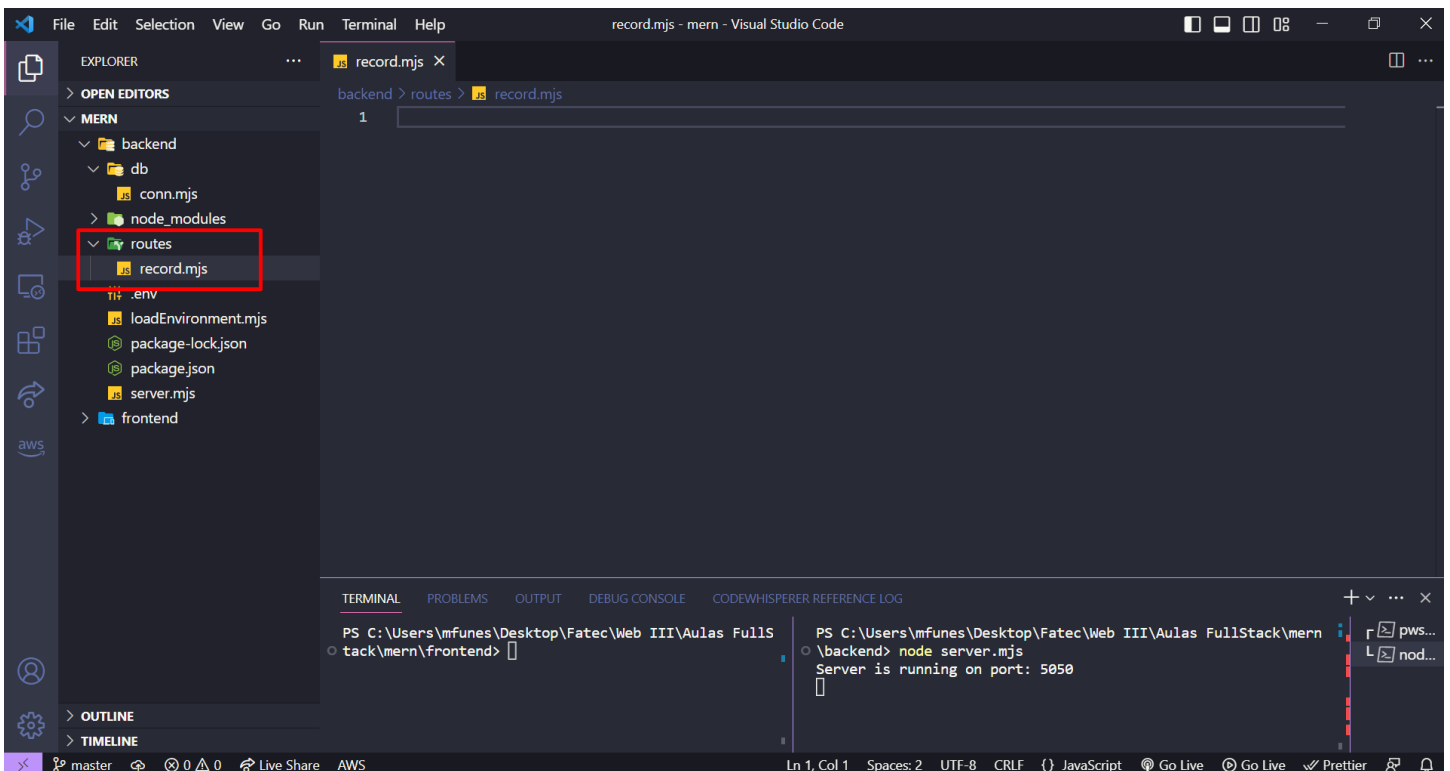 File Edit Selection View Go Run Terminal Help record.mjs - mern - Visual Studio Code
EXPLORER
record.mjs
OPEN EDITORS
backend > routes > JS record.mjs
MERN
1
backend
db
JS conn.mjs
node_modules
routes
JS record.mjs
.env
JS loadEnvironment.mjs
package-lock.json
package.json
JS server.mjs
frontend
aws
TERMINAL PROBLEMS OUTPUT DEBUG CONSOLE CODEWHISPERER REFERENCE LOG
PS C:\Users\mfunes\Desktop\Fatec\Web III\Aulas FullS
tack\mern\frontend>
PS C:\Users\mfunes\Desktop\Fatec\Web III\Aulas FullStack\mern
\backend> node server.mjs
Server is running on port: 5050
pws...
nod...
OUTLINE
TIMELINE
master 0 0 Live Share AWS Ln 1, Col 1 Spaces: 2 UTF-8 CRLF {} JavaScript Go Live Go Live Prettier